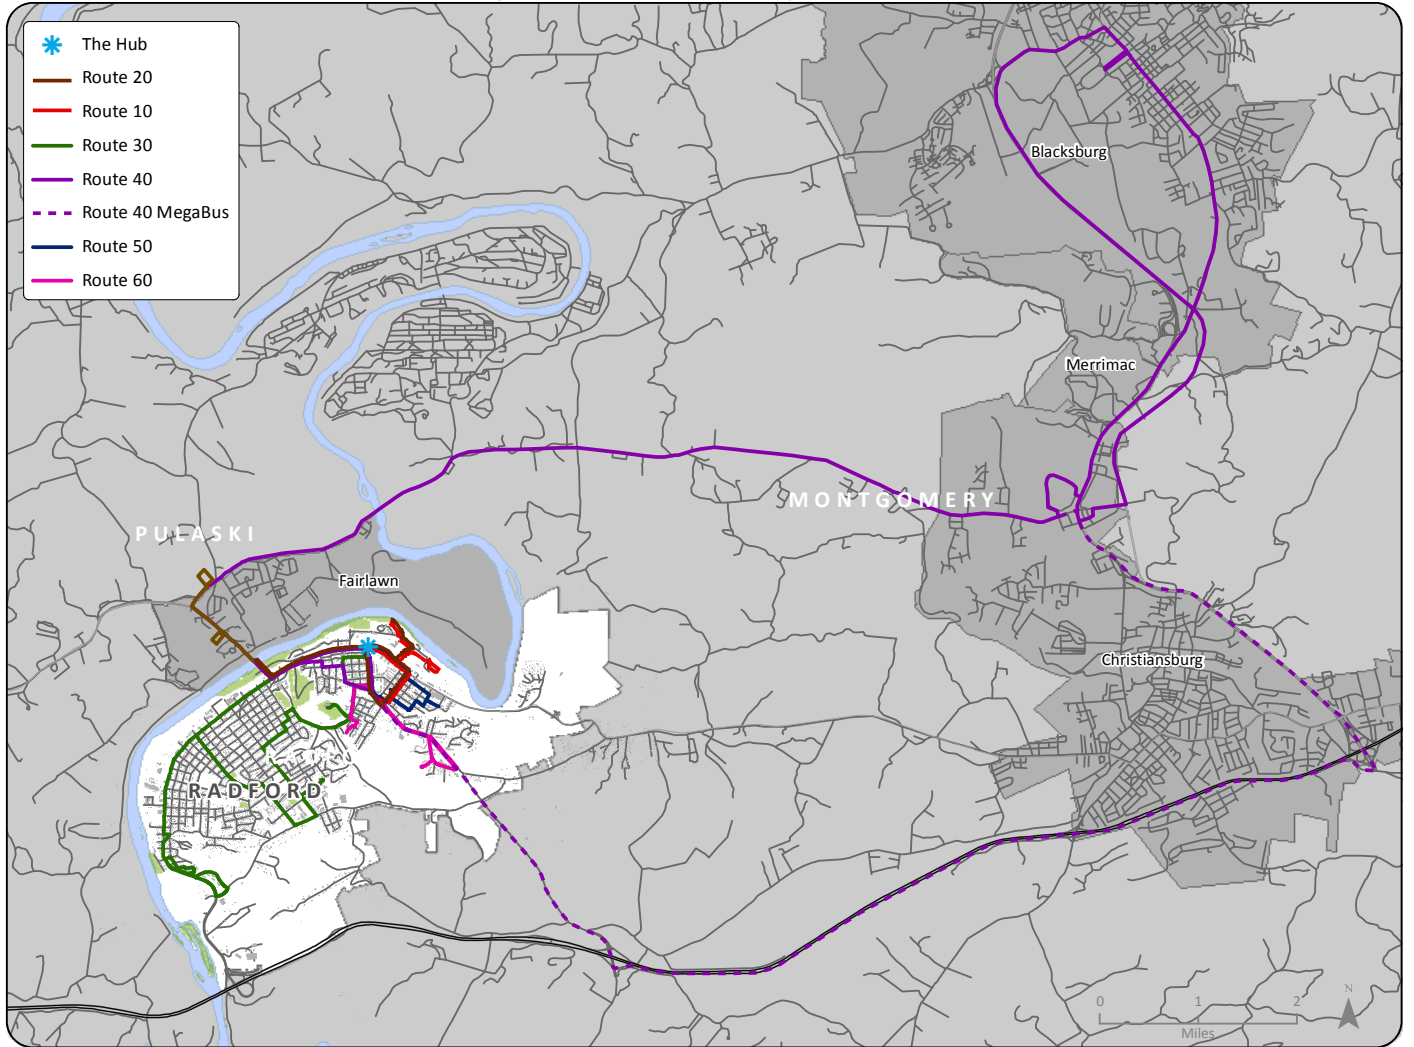 The Hub
Route 20
Route 10
Route 30
Route 40
Route 40 MegaBus
Route 50
Route 60
Blacksburg
Merrimac
MONTGOMERY
PULASKI
Fairlawn
Christiansburg
RADFORD
0 1 2
Miles
N